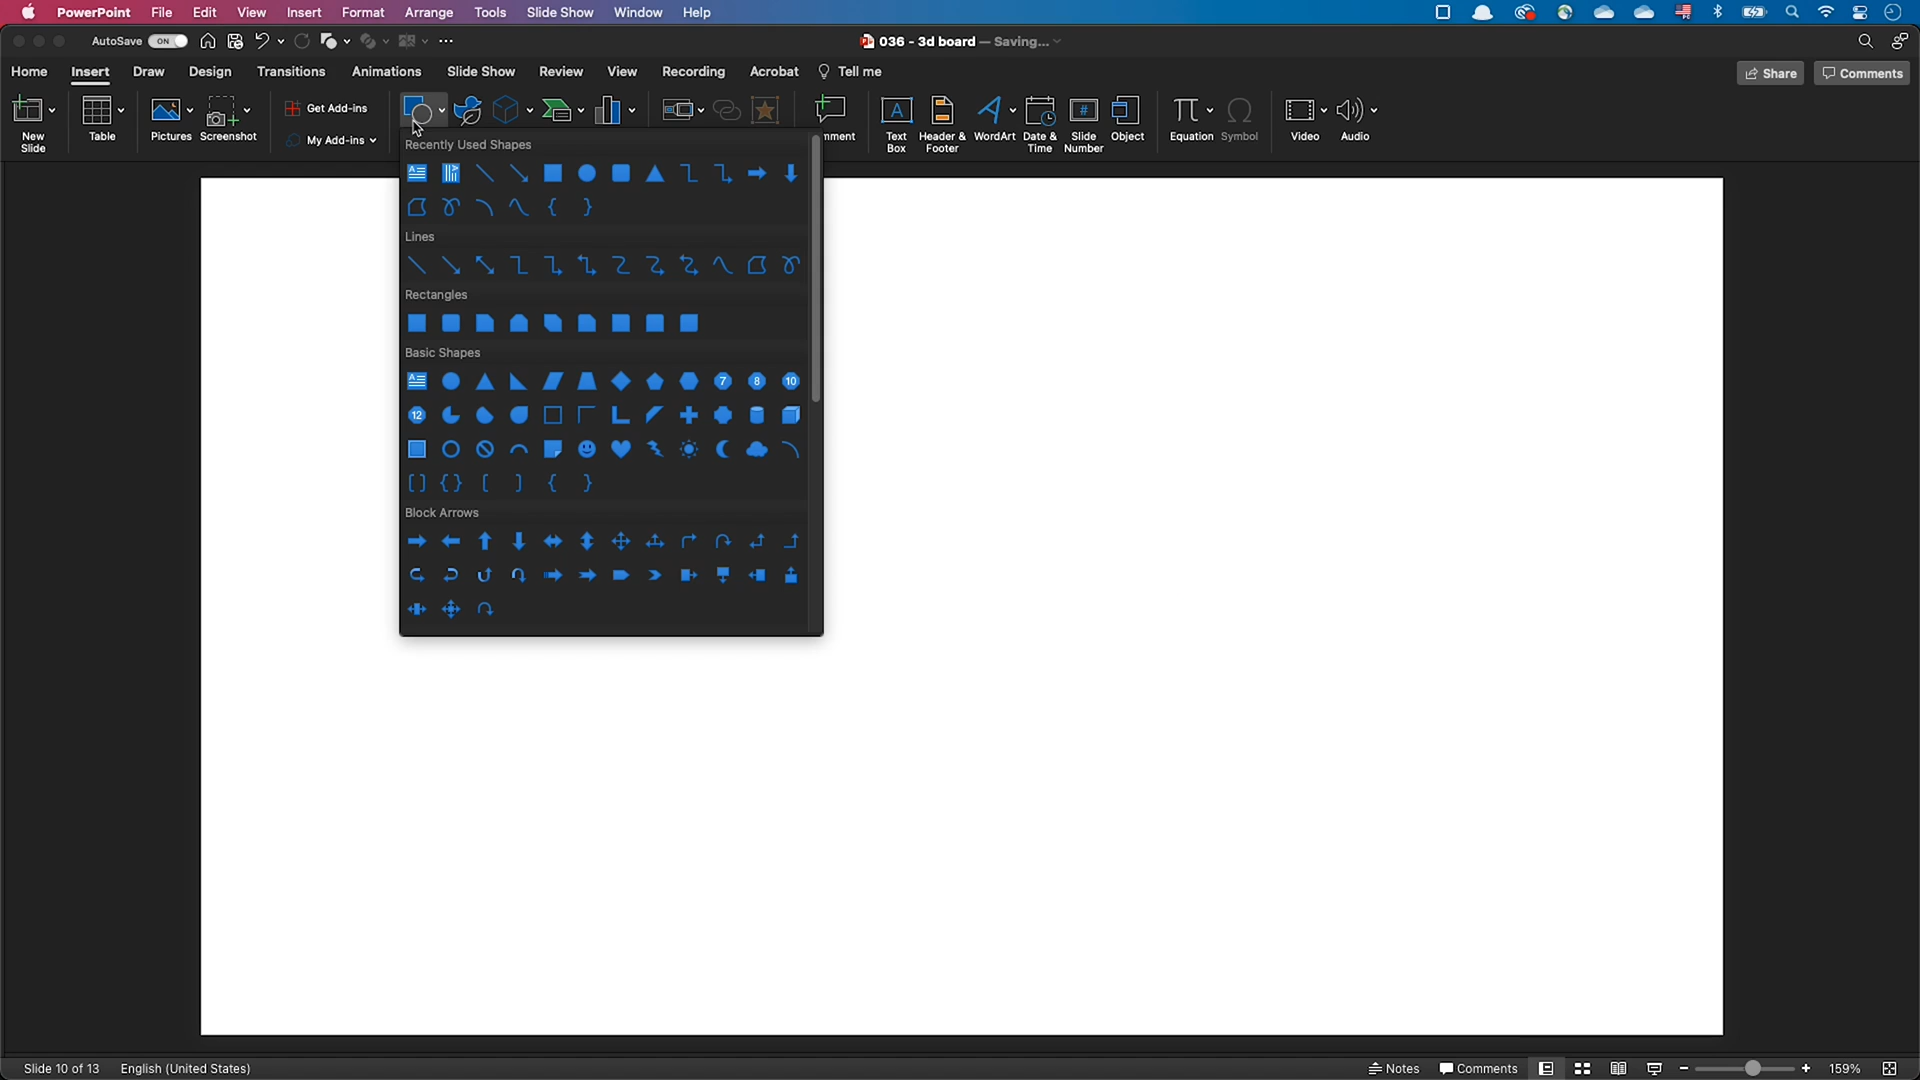 PowerPoint File Edit View Insert Format Arrange Tools Slide Show Window Help
AutoSave ON 036 - 3d board — Saving...
Home Insert Draw Design Transitions Animations Slide Show Review View Recording Acrobat Tell me Share Comments
New Slide
Table
Pictures
Screenshot
Get Add-ins
My Add-ins
mment
Text Box
Header & Footer
WordArt
Date & Time
Slide Number
Object
Equation
Symbol
Video
Audio
Recently Used Shapes
Lines
Rectangles
Basic Shapes
7 8 10
12
Block Arrows
Slide 10 of 13 English (United States) Notes Comments 159%